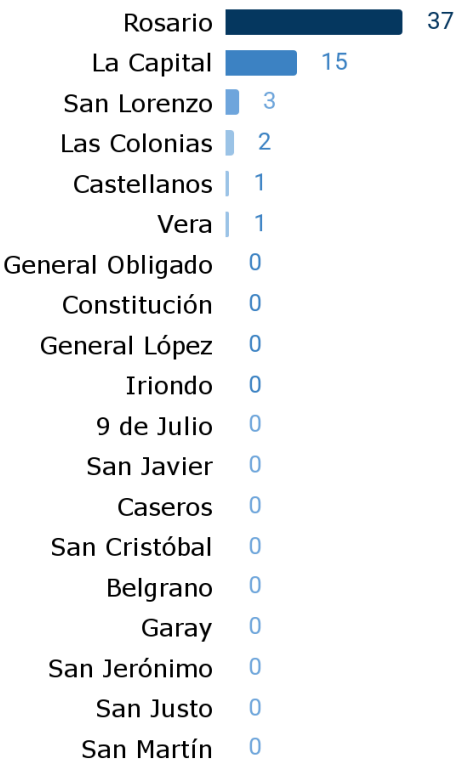 Rosario 37
La Capital 15
San Lorenzo 3
Las Colonias 2
Castellanos 1
Vera 1
General Obligado 0
Constitución 0
General López 0
Iriondo 0
9 de Julio 0
San Javier 0
Caseros 0
San Cristóbal 0
Belgrano 0
Garay 0
San Jerónimo 0
San Justo 0
San Martín 0